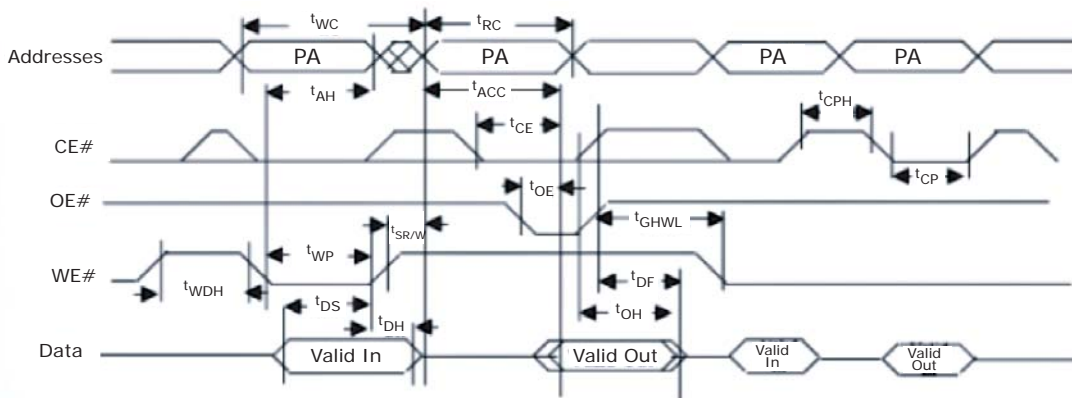 tWC
tRC
Addresses
PA
PA
PA
PA
tAH
tACC
tCE
tCPH
CE#
tCP
tOE
OE#
tSR/W
tGHWL
tWP
WE#
tWDH
tDF
tDS
tOH
tDH
Data
Valid In
Valid Out
Valid
In
Valid
Out